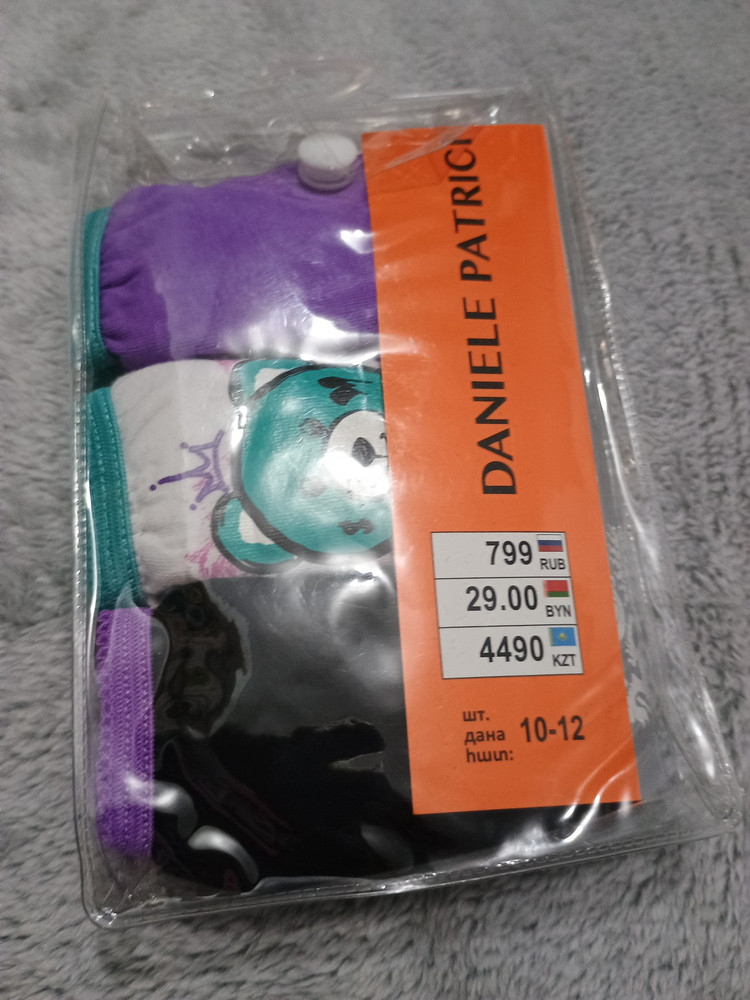 DANIELE PATRICI
799 RUB
29.00 BYN
4490 KZT
шт.
дана 10-12
հատ: